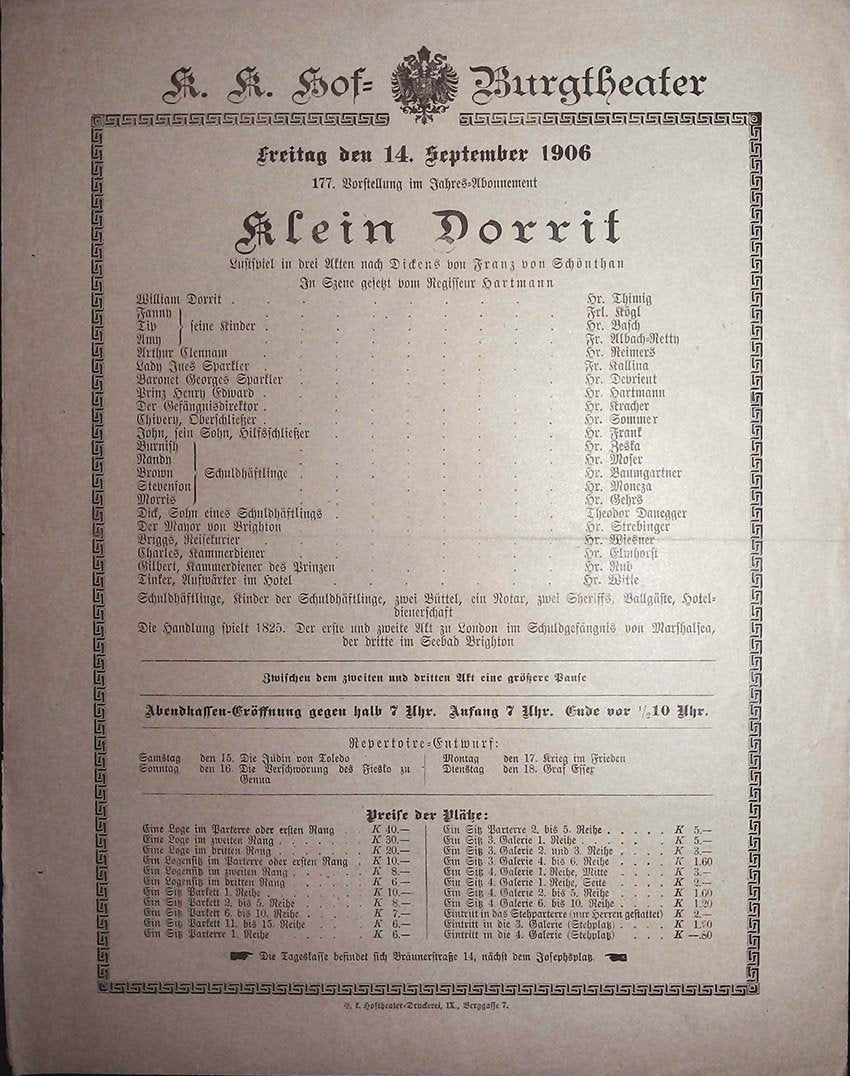 K. K. Hof- Burgtheater
Freitag den 14. September 1906
177. Vorstellung im Jahres-Abonnement
Klein Dorrit
Lustspiel in drei Akten nach Dickens von Franz von Schönthan
In Szene gesetzt vom Regisseur Hartmann
William Dorrit . . . . . . . . . Hr. Thimig
Fanny Frl. Kögl
Tip seine Kinder . . . . . . . . Hr. Basch
Amy Fr. Albach-Retty
Arthur Clennam . . . . . . . . Hr. Reimers
Lady Ines Sparkler . . . . . . . . Fr. Kallina
Baronet Georges Sparkler . . . . . . . Hr. Devrient
Prinz Henry Edward . . . . . . . . Hr. Hartmann
Der Gefängnisdirektor . . . . . . . . Hr. Kracher
Chivery, Oberschließer . . . . . . . . Hr. Sommer
John, sein Sohn, Hilfsschließer . . . . . . Hr. Frank
Burnish Hr. Zeska
Nandy Hr. Moser
Brown Schuldhäftlinge . . . . . . . Hr. Baumgartner
Stevenson Hr. Moneza
Morris Hr. Gehrs
Dick, Sohn eines Schuldhäftlings . . . . . . Theodor Danegger
Der Mayor von Brighton . . . . . . . Hr. Strebinger
Briggs, Reisekurier . . . . . . . . Hr. Wiesner
Charles, Kammerdiener . . . . . . . . Hr. Elmhorst
Gilbert, Kammerdiener des Prinzen . . . . . . Hr. Rub
Tinker, Aufwärter im Hotel . . . . . . . Hr. Witte
Schuldhäftlinge, Kinder der Schuldhäftlinge, zwei Büttel, ein Notar, zwei Sheriffs, Ballgäste, Hotel-
dienerschaft
Die Handlung spielt 1825. Der erste und zweite Akt zu London im Schuldgefängnis von Marshalsea,
der dritte im Seebad Brighton
Zwischen dem zweiten und dritten Akt eine größere Pause
Abendkassen-Eröffnung gegen halb 7 Uhr. Anfang 7 Uhr. Ende vor 1/2 10 Uhr.
Repertoire-Entwurf:
Samstag den 15. Die Jüdin von Toledo
Sonntag den 16. Die Verschwörung des Fiesko zu
Genua
Montag den 17. Krieg im Frieden
Dienstag den 18. Graf Essex
Preise der Plätze:
Eine Loge im Parterre oder ersten Rang . . K 40.—
Eine Loge im zweiten Rang . . . . . K 30.—
Eine Loge im dritten Rang . . . . . K 20.—
Ein Logensitz im Parterre oder ersten Rang . K 10.—
Ein Logensitz im zweiten Rang . . . . K 8.—
Ein Logensitz im dritten Rang . . . . K 6.—
Ein Sitz Parkett 1. Reihe . . . . . K 10.—
Ein Sitz Parkett 2. bis 5. Reihe . . . . K 8.—
Ein Sitz Parkett 6. bis 10. Reihe . . . . K 7.—
Ein Sitz Parkett 11. bis 15. Reihe . . . . K 6.—
Ein Sitz Parterre 1. Reihe . . . . . K 6.—
Ein Sitz Parterre 2. bis 5. Reihe . . . . . K 5.—
Ein Sitz 3. Galerie 1. Reihe . . . . . K 5.—
Ein Sitz 3. Galerie 2. und 3. Reihe . . . . K 3.—
Ein Sitz 3. Galerie 4. bis 6. Reihe . . . . K 1.60
Ein Sitz 4. Galerie 1. Reihe, Mitte . . . . K 3.—
Ein Sitz 4. Galerie 1. Reihe, Seite . . . . K 2.—
Ein Sitz 4. Galerie 2. bis 5. Reihe . . . . K 1.60
Ein Sitz 4. Galerie 6. bis 10. Reihe . . . . K 1.20
Eintritt in das Stehparterre (nur Herren gestattet) K 2.—
Eintritt in die 3. Galerie (Stehplatz) . . . . K 1.20
Eintritt in die 4. Galerie (Stehplatz) . . . . K —.80
Die Tageskasse befindet sich Bräunerstraße 14, nächst dem Josephsplatz.
K. k. Hoftheater-Druckerei, IX., Berggasse 7.